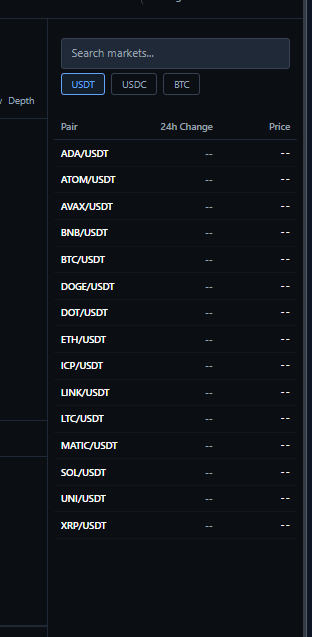 Search markets...
Depth
USDT USDC BTC
Pair 24h Change Price
ADA/USDT -- --
ATOM/USDT -- --
AVAX/USDT -- --
BNB/USDT -- --
BTC/USDT -- --
DOGE/USDT -- --
DOT/USDT -- --
ETH/USDT -- --
ICP/USDT -- --
LINK/USDT -- --
LTC/USDT -- --
MATIC/USDT -- --
SOL/USDT -- --
UNI/USDT -- --
XRP/USDT -- --